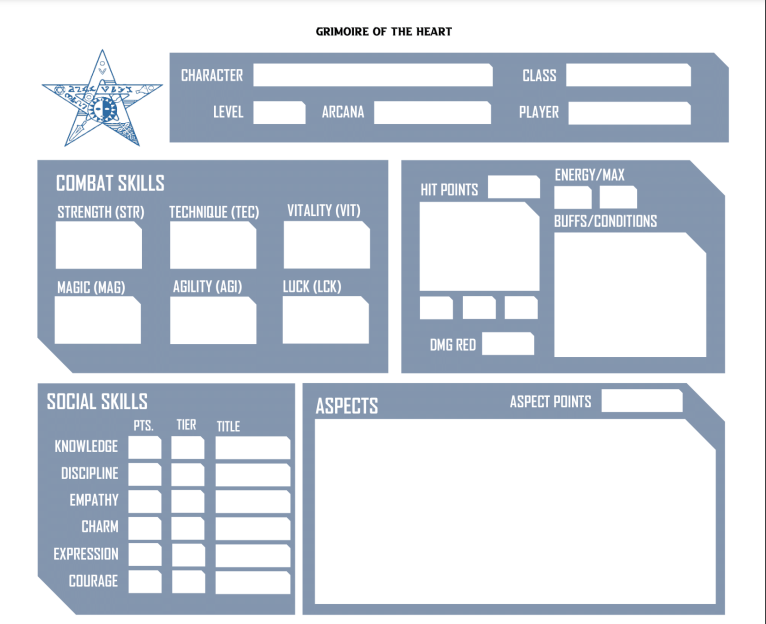 GRIMOIRE OF THE HEART
CHARACTER CLASS
LEVEL ARCANA PLAYER
COMBAT SKILLS
STRENGTH (STR) TECHNIQUE (TEC) VITALITY (VIT)
MAGIC (MAG) AGILITY (AGI) LUCK (LCK)
HIT POINTS ENERGY/MAX
BUFFS/CONDITIONS
DMG RED
SOCIAL SKILLS
PTS. TIER TITLE
KNOWLEDGE
DISCIPLINE
EMPATHY
CHARM
EXPRESSION
COURAGE
ASPECTS ASPECT POINTS